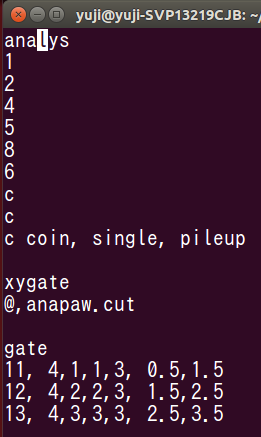 yuji@yuji-SVP13219CJB: ~/
analys
1
2
4
5
8
6
c
c
c coin, single, pileup

xygate
@,anapaw.cut

gate
11, 4,1,1,3, 0.5,1.5
12, 4,2,2,3, 1.5,2.5
13, 4,3,3,3, 2.5,3.5